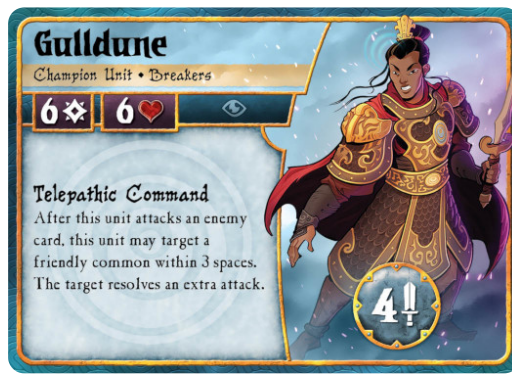 Gulldune
Champion Unit • Breakers
6 6
Telepathic Command
After this unit attacks an enemy
card, this unit may target a
friendly common within 3 spaces.
The target resolves an extra attack.
4